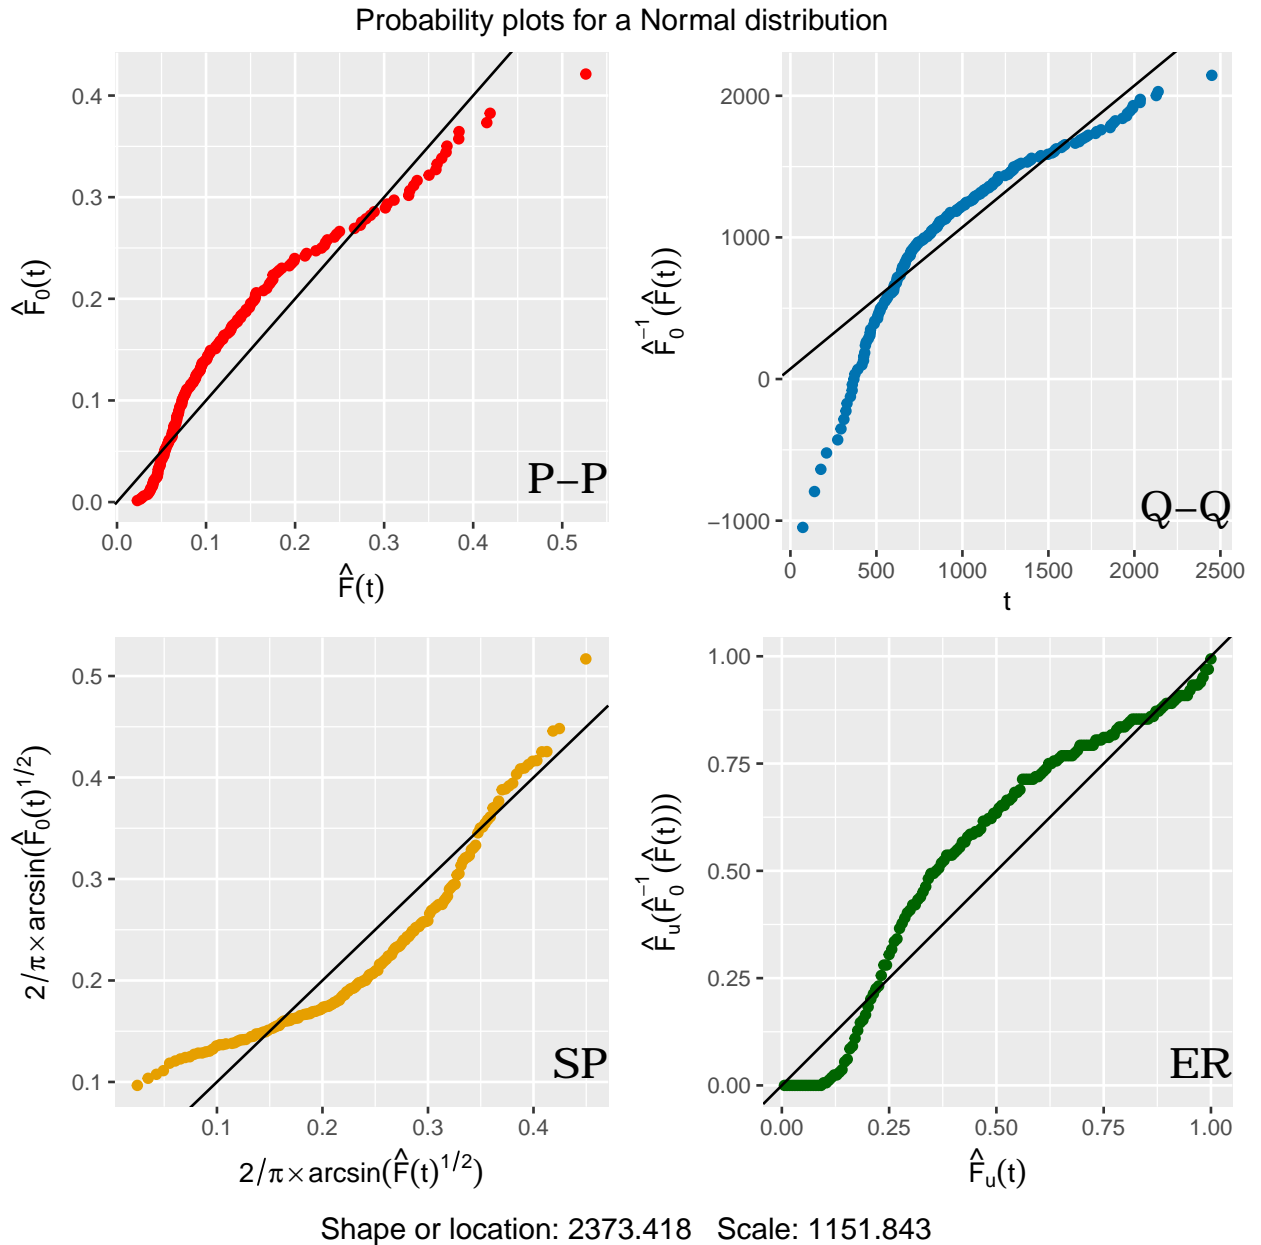 Probability plots for a Normal distribution
0.4
0.3
0.2
0.1
0.0
F̂₀(t)
0.0 0.1 0.2 0.3 0.4 0.5
F̂(t)
P−P
2000
1000
0
−1000
F̂₀⁻¹(F̂(t))
0 500 1000 1500 2000 2500
t
Q−Q
0.5
0.4
0.3
0.2
0.1
2/π×arcsin(F̂₀(t)^1/2)
0.1 0.2 0.3 0.4
2/π×arcsin(F̂(t)^1/2)
SP
1.00
0.75
0.50
0.25
0.00
F̂ᵤ(F̂₀⁻¹(F̂(t)))
0.00 0.25 0.50 0.75 1.00
F̂ᵤ(t)
ER
Shape or location: 2373.418 Scale: 1151.843